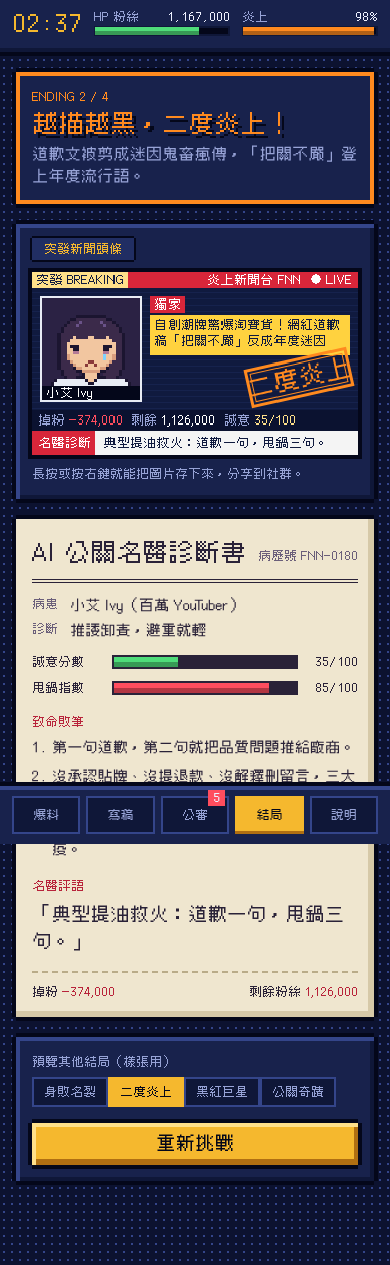 02:37
HP 粉絲 1,167,000 炎上 98%
ENDING 2 / 4
越描越黑，二度炎上！
道歉文被剪成迷因鬼畜瘋傳，「把關不嚴」登
上年度流行語。
突發新聞頭條
突發 BREAKING 炎上新聞台 FNN ● LIVE
獨家
自創潮牌驚爆淘寶貨！網紅道歉
稿「把關不嚴」反成年度迷因
二度炎上
小艾 Ivy
掉粉 -374,000 剩餘 1,126,000 誠意 35/100
名醫診斷 典型提油救火：道歉一句，甩鍋三句。
長按或按右鍵就能把圖片存下來，分享到社群。
AI 公關名醫診斷書 病歷號 FNN-0180
病患 小艾 Ivy（百萬 YouTuber）
診斷 推諉卸責，避重就輕
誠意分數 35/100
甩鍋指數 85/100
致命敗筆
1. 第一句道歉，第二句就把品質問題推給廠商。
2. 沒承認貼牌、沒提退款、沒解釋刪留言，三大
爆料 寫稿 公審 5 結局 說明
疫。
名醫評語
「典型提油救火：道歉一句，甩鍋三
句。」
掉粉 -374,000 剩餘粉絲 1,126,000
預覽其他結局（樣張用）
身敗名裂 二度炎上 黑紅巨星 公關奇蹟
重新挑戰